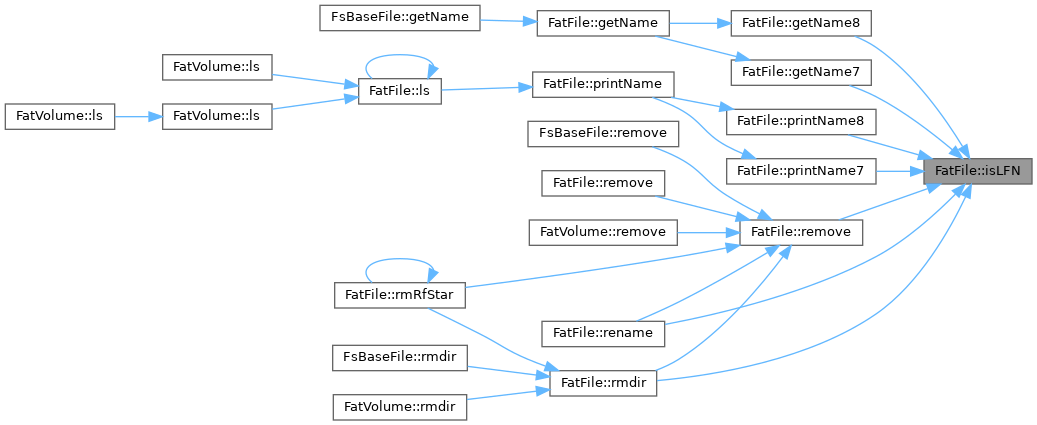 FsBaseFile::getName
FatFile::getName
FatFile::getName8
FatVolume::ls
FatFile::getName7
FatFile::ls
FatFile::printName
FatVolume::ls
FatVolume::ls
FatFile::printName8
FsBaseFile::remove
FatFile::printName7
FatFile::isLFN
FatFile::remove
FatVolume::remove
FatFile::remove
FatFile::rmRfStar
FatFile::rename
FsBaseFile::rmdir
FatFile::rmdir
FatVolume::rmdir